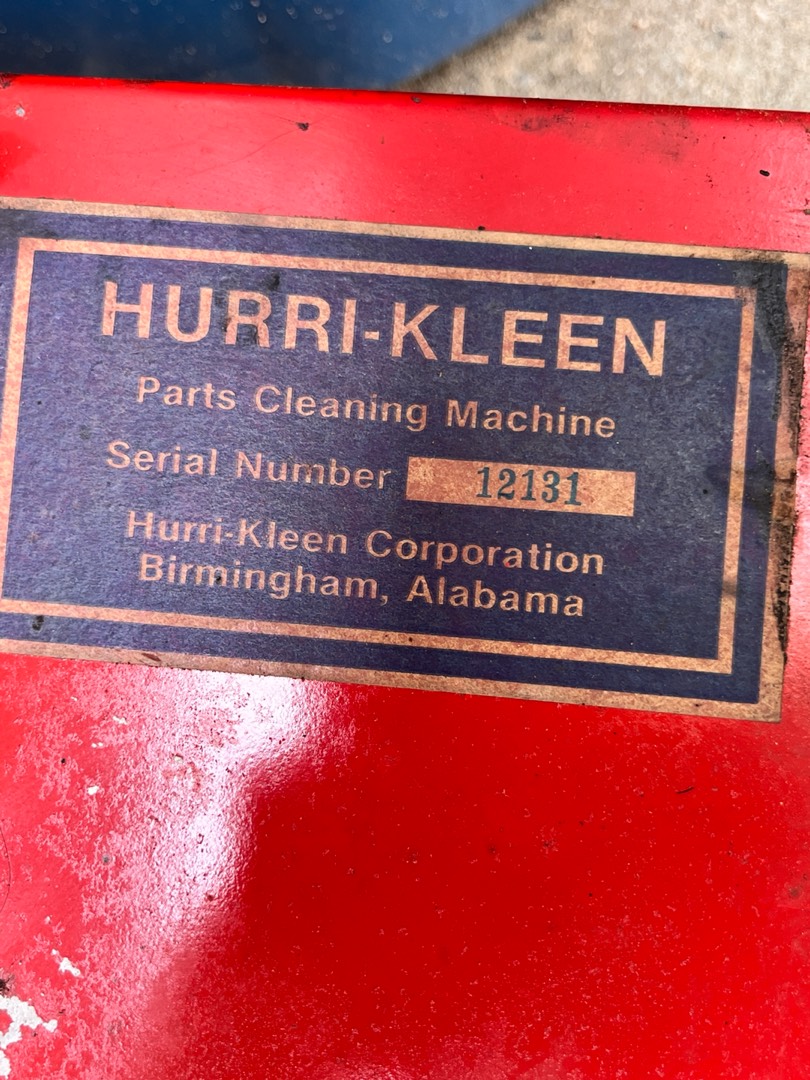 HURRI-KLEEN
Parts Cleaning Machine
Serial Number 12131
Hurri-Kleen Corporation
Birmingham, Alabama